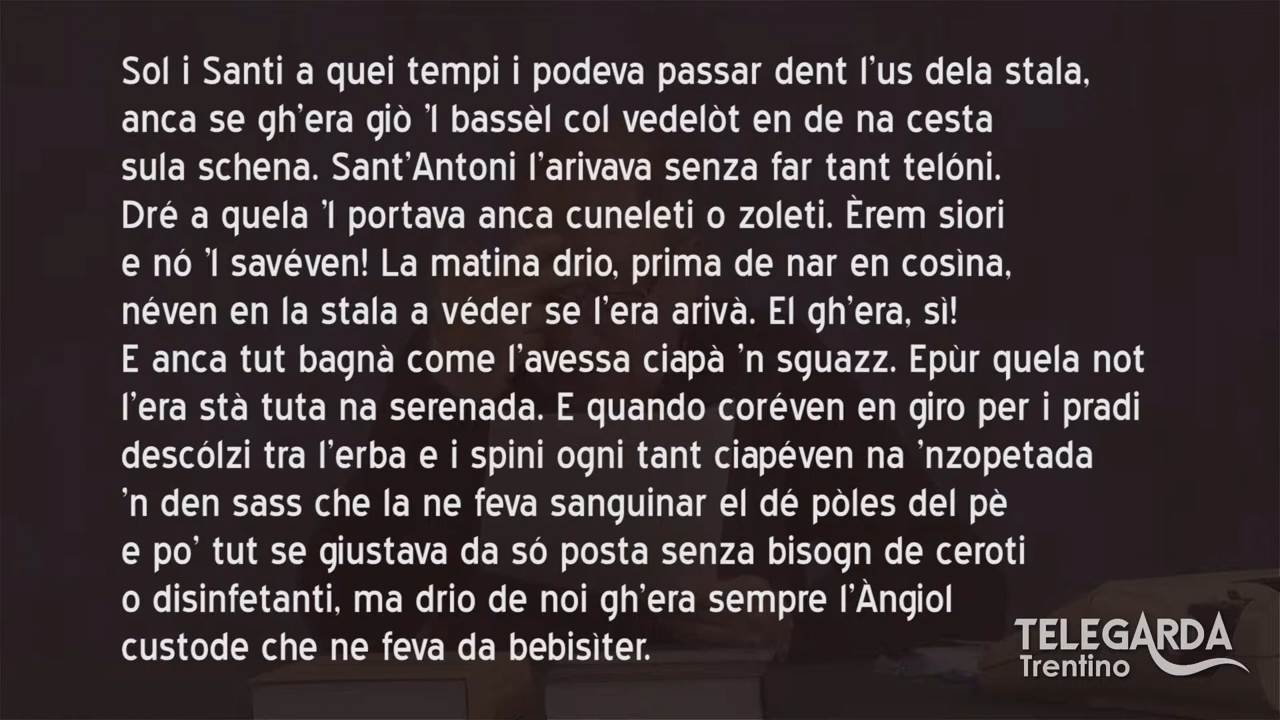 Sol i Santi a quei tempi i podeva passar dent l'us dela stala,
anca se gh'era giò 'l bassèl col vedelòt en de na cesta
sula schena. Sant'Antoni l'arivava senza far tant telóni.
Dré a quela 'l portava anca cuneleti o zoleti. Èrem siori
e nó 'l savéven! La matina drio, prima de nar en cosìna,
néven en la stala a véder se l'era arivà. El gh'era, sì!
E anca tut bagnà come l'avessa ciapà 'n sguazz. Epùr quela not
l'era stà tuta na serenada. E quando coréven en giro per i pradi
descólzi tra l'erba e i spini ogni tant ciapéven na 'nzopetada
'n den sass che la ne feva sanguinar el dé pòles del pè
e po' tut se giustava da só posta senza bisogn de ceroti
o disinfetanti, ma drio de noi gh'era sempre l'Àngiol
custode che ne feva da bebisìter.
TELEGARDA
Trentino